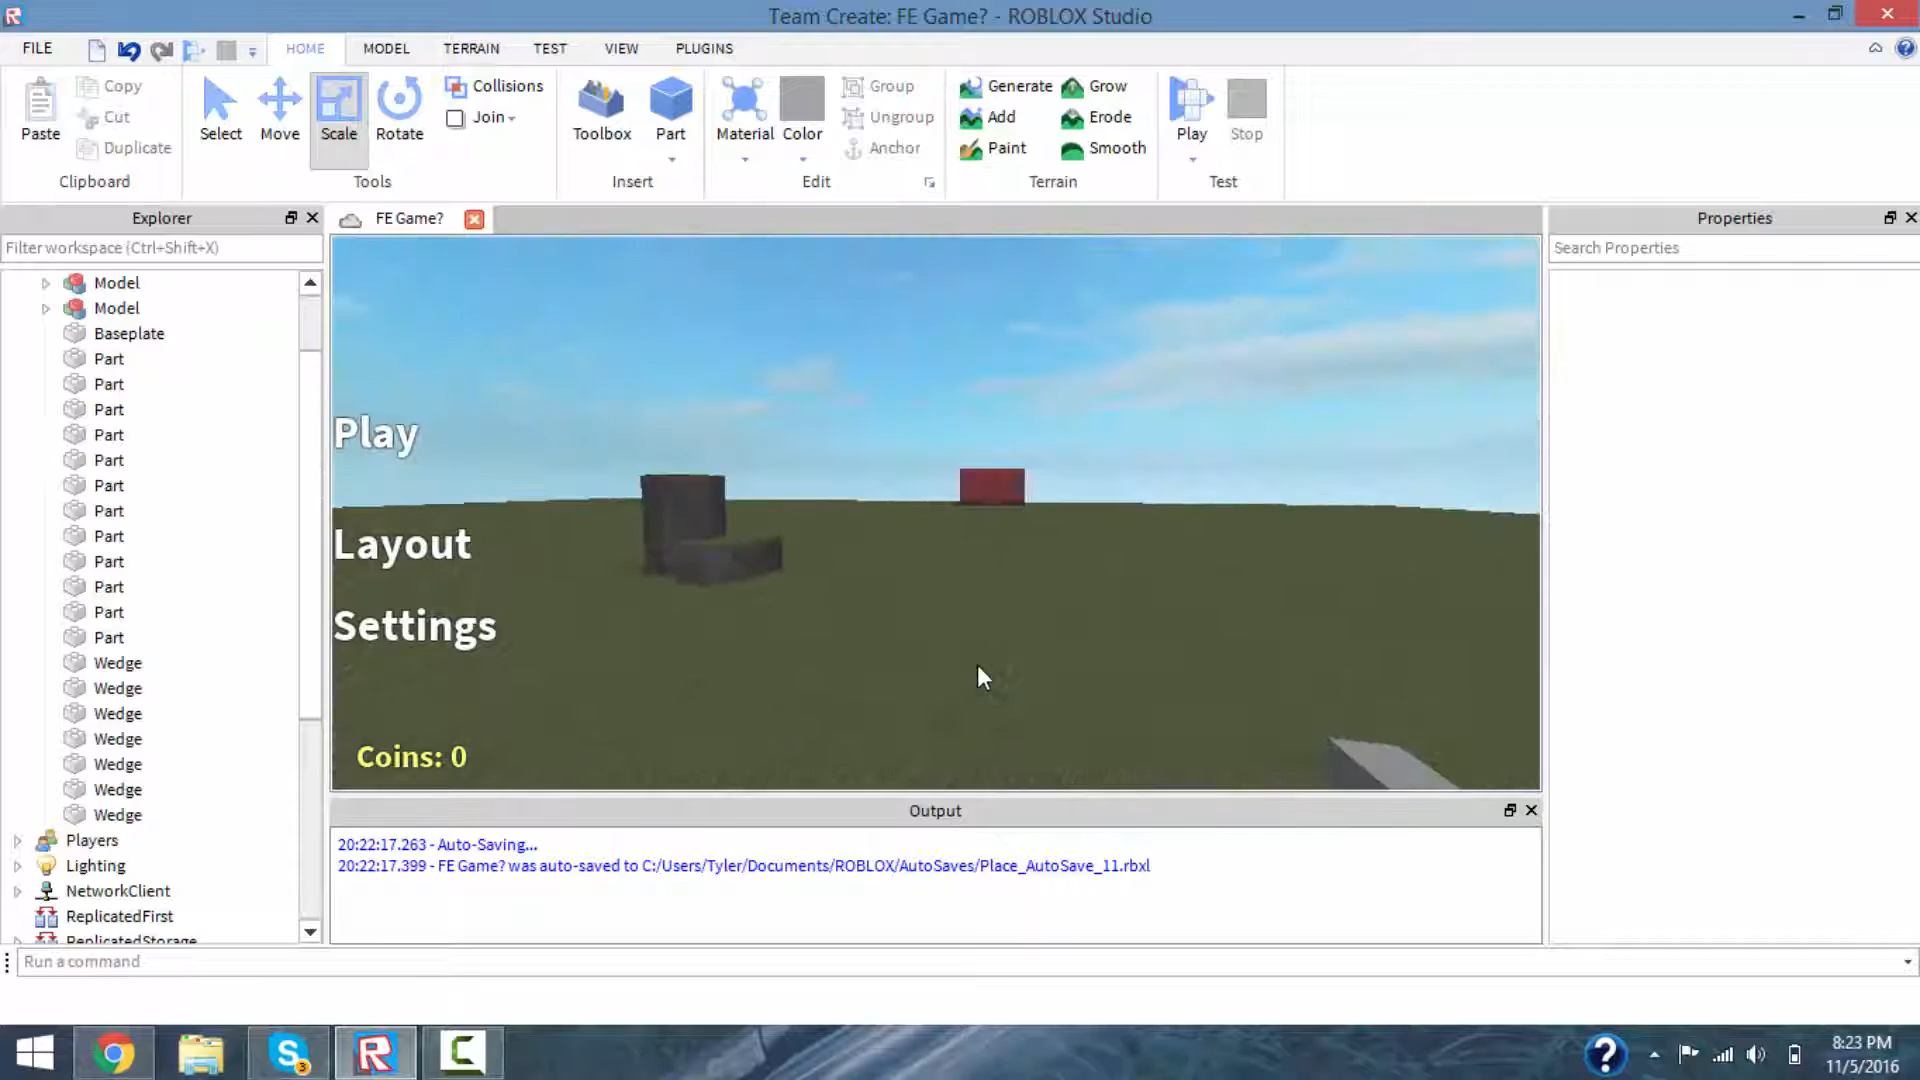 Team Create: FE Game? - ROBLOX Studio
FILE
HOME
MODEL
TERRAIN
TEST
VIEW
PLUGINS
Paste
Copy
Cut
Duplicate
Clipboard
Select
Move
Scale
Rotate
Collisions
Join
Tools
Toolbox
Part
Insert
Material
Color
Group
Ungroup
Anchor
Edit
Generate
Add
Paint
Grow
Erode
Smooth
Terrain
Play
Stop
Test
Explorer
Filter workspace (Ctrl+Shift+X)
Model
Model
Baseplate
Part
Part
Part
Part
Part
Part
Part
Part
Part
Part
Part
Part
Wedge
Wedge
Wedge
Wedge
Wedge
Wedge
Wedge
Players
Lighting
NetworkClient
ReplicatedFirst
ReplicatedStorage
FE Game?
Play
Layout
Settings
Coins: 0
Output
20:22:17.263 - Auto-Saving...
20:22:17.399 - FE Game? was auto-saved to C:/Users/Tyler/Documents/ROBLOX/AutoSaves/Place_AutoSave_11.rbxl
Properties
Search Properties
Run a command
3
8:23 PM
11/5/2016